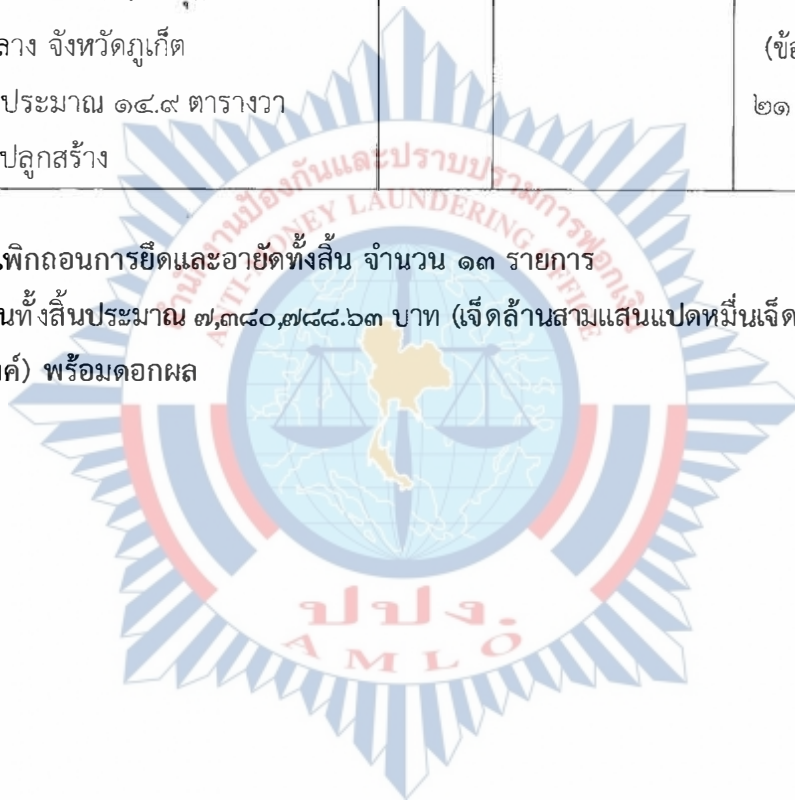 ลาง จังหวัดภูเก็ต
(ข้อ
ประมาณ ๑๔.๙ ตารางวา
๒๑
ปลูกสร้าง
สำนักงานป้องกันและปราบปรามการฟอกเงิน
ANTI-MONEY LAUNDERING OFFICE
เพิกถอนการยึดและอายัดทั้งสิ้น จำนวน ๑๓ รายการ
นทั้งสิ้นประมาณ ๗,๓๘๐,๗๘๘.๖๓ บาท (เจ็ดล้านสามแสนแปดหมื่นเจ็ด
ค์) พร้อมดอกผล
ปปง.
AMLO